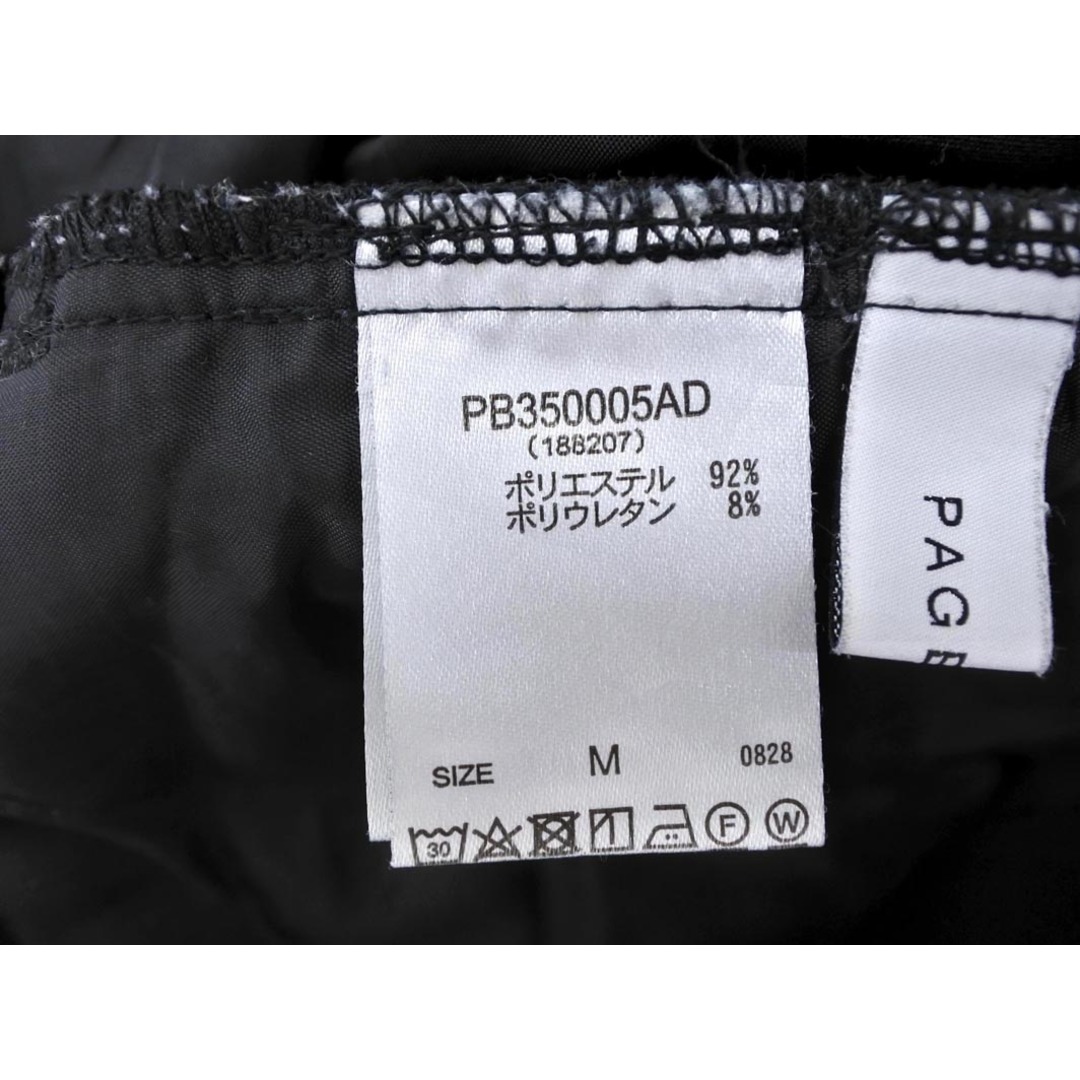 PB350005AD
(188207)
ポリエステル 92%
ポリウレタン 8%
SIZE M 0828
30 F W
PAGE